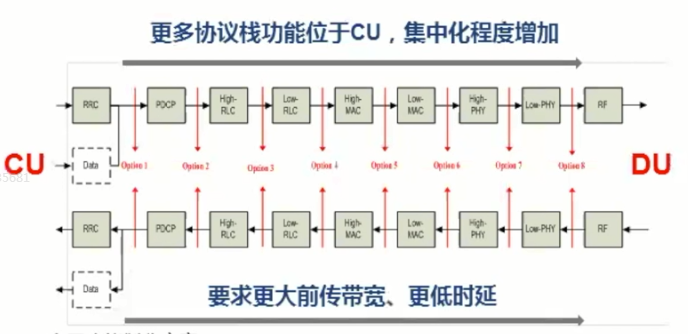 更多协议栈功能位于CU，集中化程度增加
RRC PDCP High-RLC Low-RLC High-MAC Low-MAC High-PHY Low-PHY RF
CU Data Option 1 Option 2 Option 3 Option 4 Option 5 Option 6 Option 7 Option 8 DU
RRC PDCP High-RLC Low-RLC High-MAC Low-MAC High-PHY Low-PHY RF
Data
要求更大前传带宽、更低时延